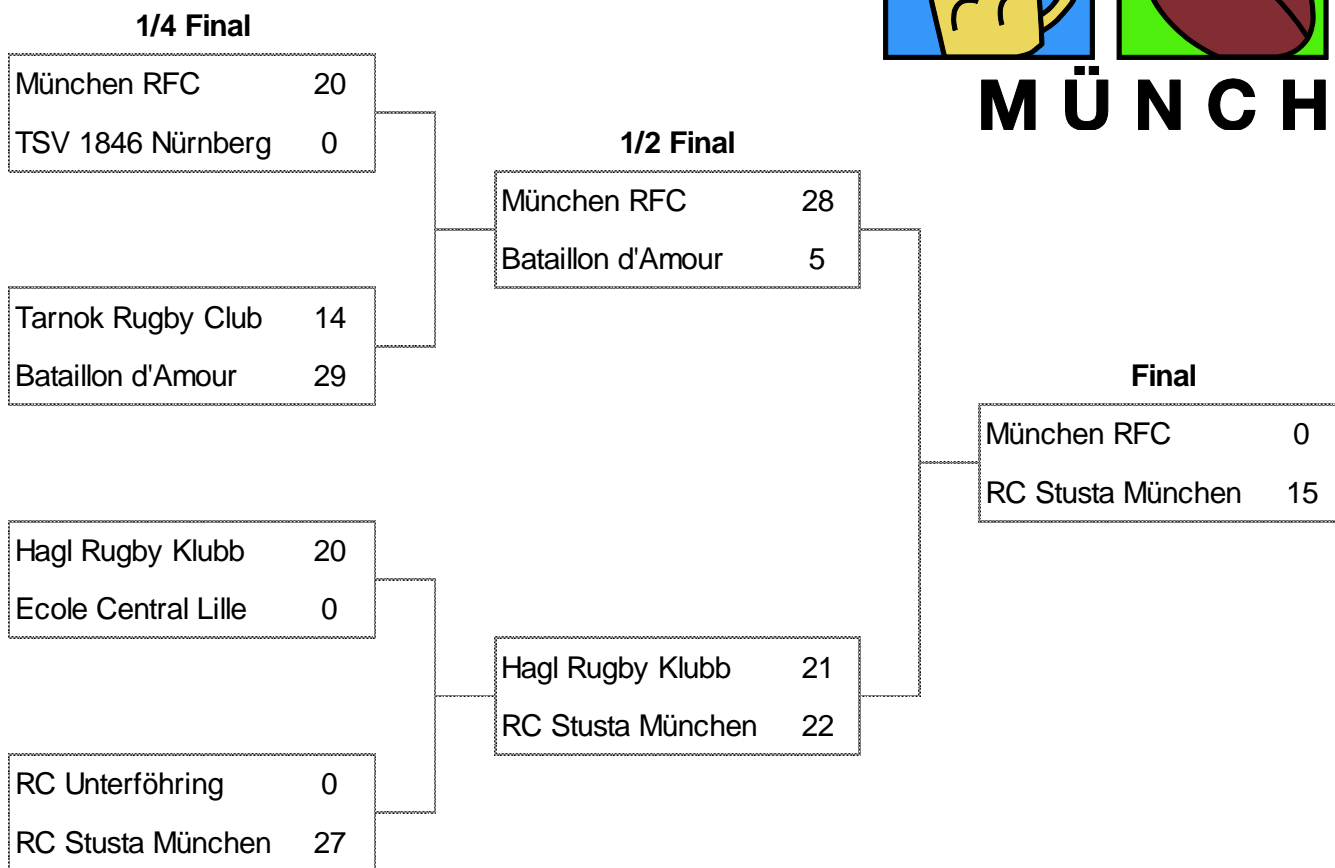 1/4 Final
München RFC 20
TSV 1846 Nürnberg 0
Tarnok Rugby Club 14
Bataillon d'Amour 29
Hagl Rugby Klubb 20
Ecole Central Lille 0
RC Unterföhring 0
RC Stusta München 27
1/2 Final
München RFC 28
Bataillon d'Amour 5
Hagl Rugby Klubb 21
RC Stusta München 22
MÜNCH
Final
München RFC 0
RC Stusta München 15